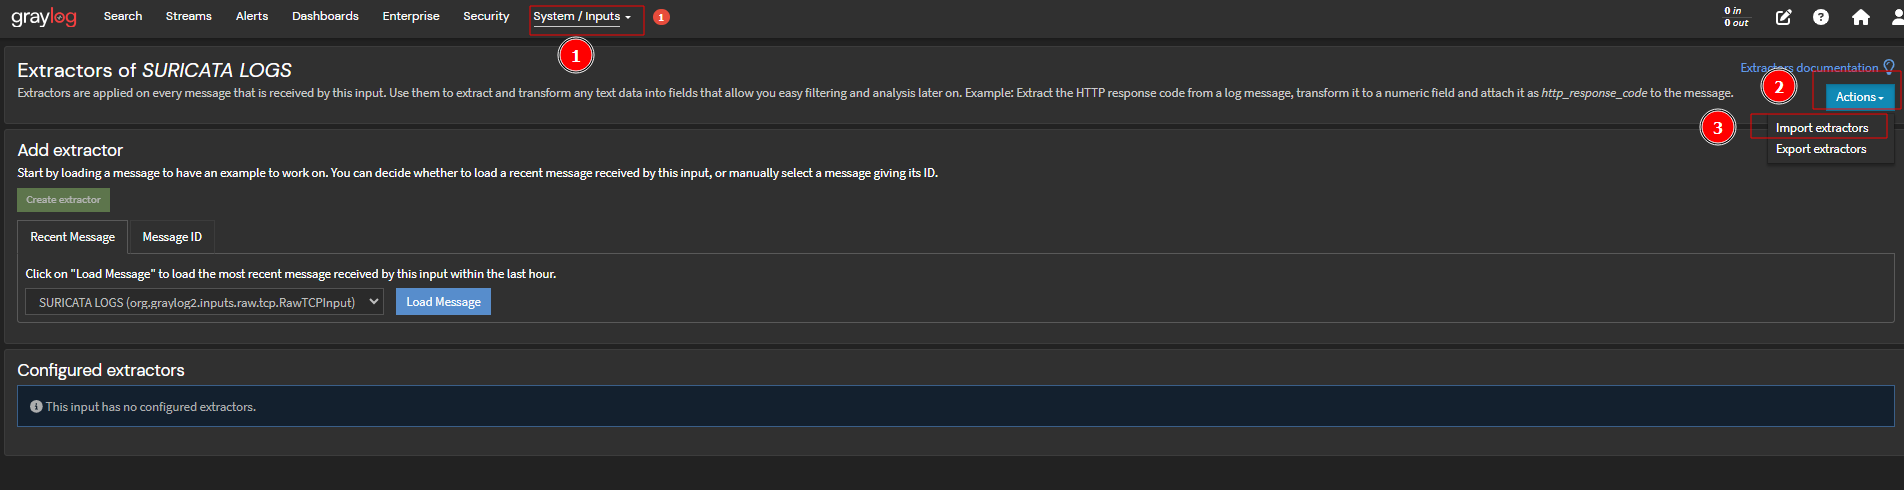 graylog Search Streams Alerts Dashboards Enterprise Security System / Inputs 1 0 in
0 out
1
Extractors of SURICATA LOGS
Extractors documentation
Extractors are applied on every message that is received by this input. Use them to extract and transform any text data into fields that allow you easy filtering and analysis later on. Example: Extract the HTTP response code from a log message, transform it to a numeric field and attach it as http_response_code to the message.
2
Actions
3
Import extractors
Export extractors
Add extractor
Start by loading a message to have an example to work on. You can decide whether to load a recent message received by this input, or manually select a message giving its ID.
Create extractor
Recent Message Message ID
Click on "Load Message" to load the most recent message received by this input within the last hour.
SURICATA LOGS (org.graylog2.inputs.raw.tcp.RawTCPInput) Load Message
Configured extractors
This input has no configured extractors.